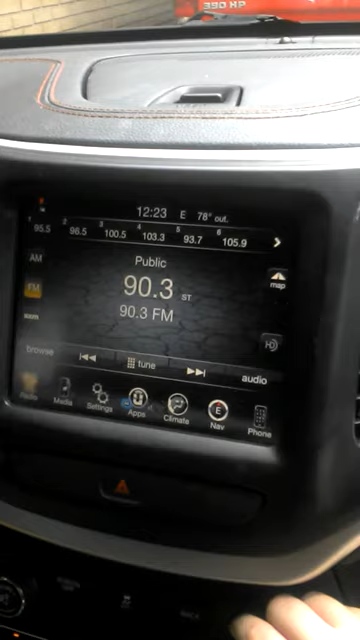 390 HP
12:23 E 78° out.
1 2 3 4 5 6
95.5 96.5 100.5 103.3 93.7 105.9
AM
Public
map
90.3 ST
FM
90.3 FM
HD
browse tune audio
Radio Media Settings Apps Climate E Nav Phone